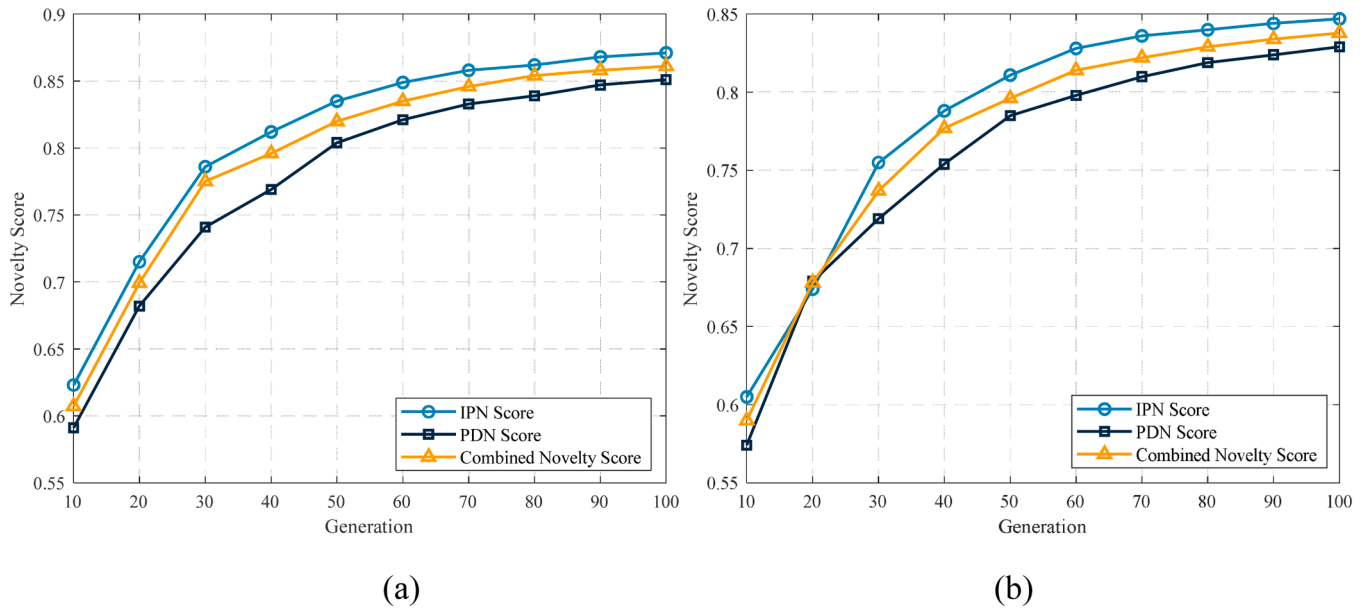 0.9
0.85
0.8
0.75
0.7
0.65
0.6
0.55
Novelty Score
10 20 30 40 50 60 70 80 90 100
Generation
IPN Score
PDN Score
Combined Novelty Score
(a)
0.85
0.8
0.75
0.7
0.65
0.6
0.55
Novelty Score
10 20 30 40 50 60 70 80 90 100
Generation
IPN Score
PDN Score
Combined Novelty Score
(b)